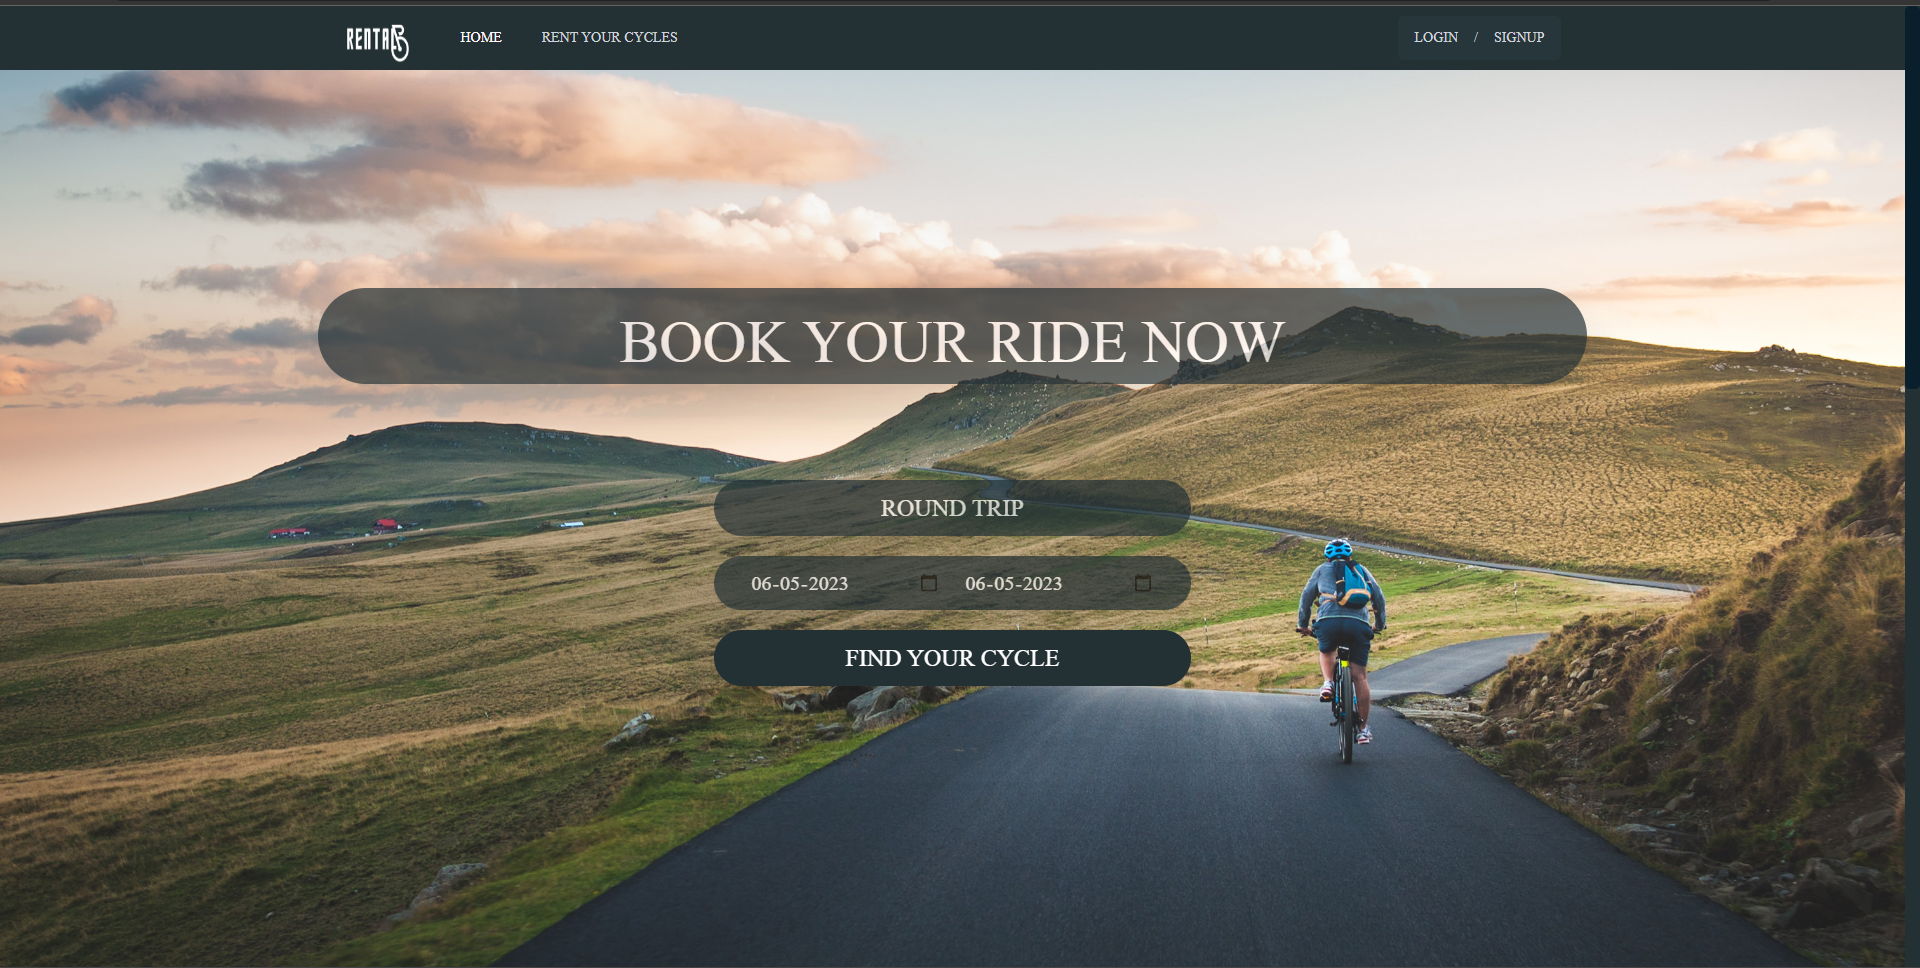 RENTA
HOME
RENT YOUR CYCLES
LOGIN / SIGNUP
BOOK YOUR RIDE NOW
ROUND TRIP
06-05-2023 06-05-2023
FIND YOUR CYCLE